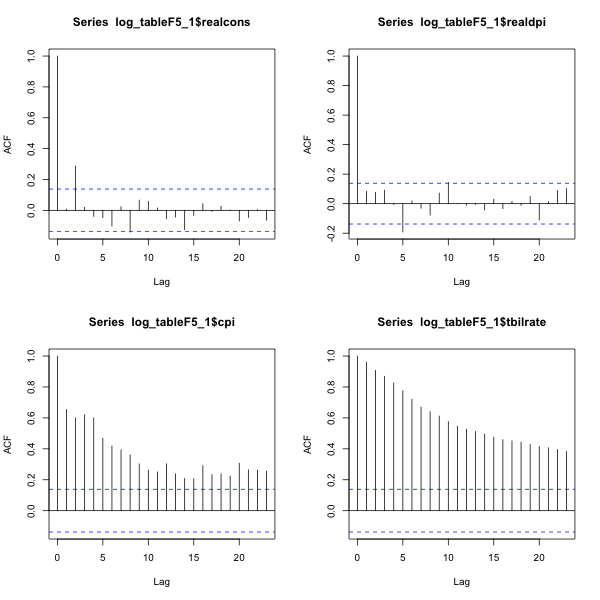 Series log_tableF5_1$realcons
ACF
1.0
0.8
0.6
0.4
0.2
0.0
0 5 10 15 20
Lag
Series log_tableF5_1$realdpi
ACF
1.0
0.8
0.6
0.4
0.2
0.0
-0.2
0 5 10 15 20
Lag
Series log_tableF5_1$cpi
ACF
1.0
0.8
0.6
0.4
0.2
0.0
0 5 10 15 20
Lag
Series log_tableF5_1$tbilrate
ACF
1.0
0.8
0.6
0.4
0.2
0.0
0 5 10 15 20
Lag